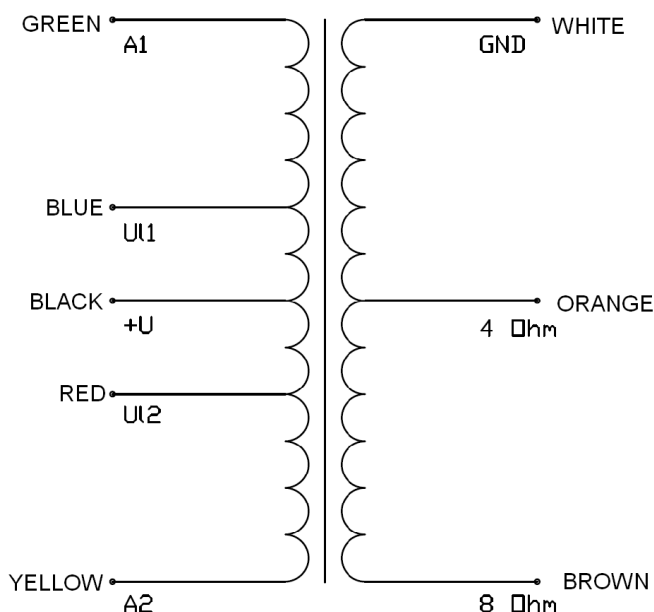 GREEN
A1
WHITE
GND
BLUE
Ul1
BLACK
+U
ORANGE
4 Ohm
RED
Ul2
YELLOW
A2
BROWN
8 Ohm